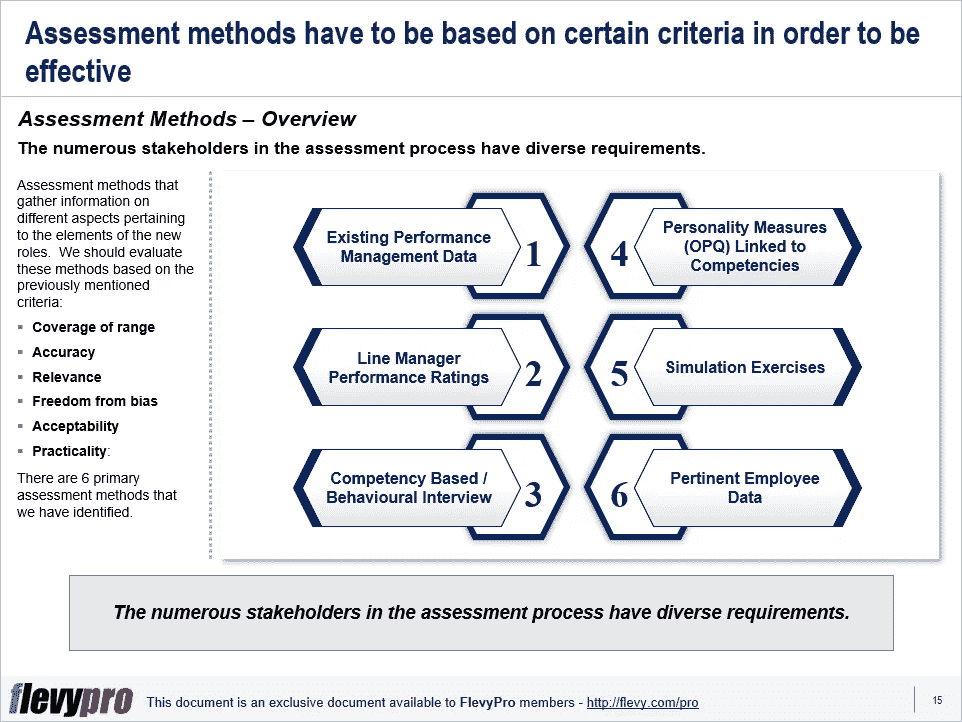 Assessment methods have to be based on certain criteria in order to be
effective
Assessment Methods – Overview
The numerous stakeholders in the assessment process have diverse requirements.
Assessment methods that
gather information on
different aspects pertaining
to the elements of the new
roles.  We should evaluate
these methods based on the
previously mentioned
criteria:
▪ Coverage of range
▪ Accuracy
▪ Relevance
▪ Freedom from bias
▪ Acceptability
▪ Practicality:
There are 6 primary
assessment methods that
we have identified.
Existing Performance
Management Data
1
Line Manager
Performance Ratings
2
Competency Based /
Behavioural Interview
3
4
Personality Measures
(OPQ) Linked to
Competencies
5
Simulation Exercises
6
Pertinent Employee
Data
The numerous stakeholders in the assessment process have diverse requirements.
flevypro
This document is an exclusive document available to FlevyPro members - http://flevy.com/pro
15